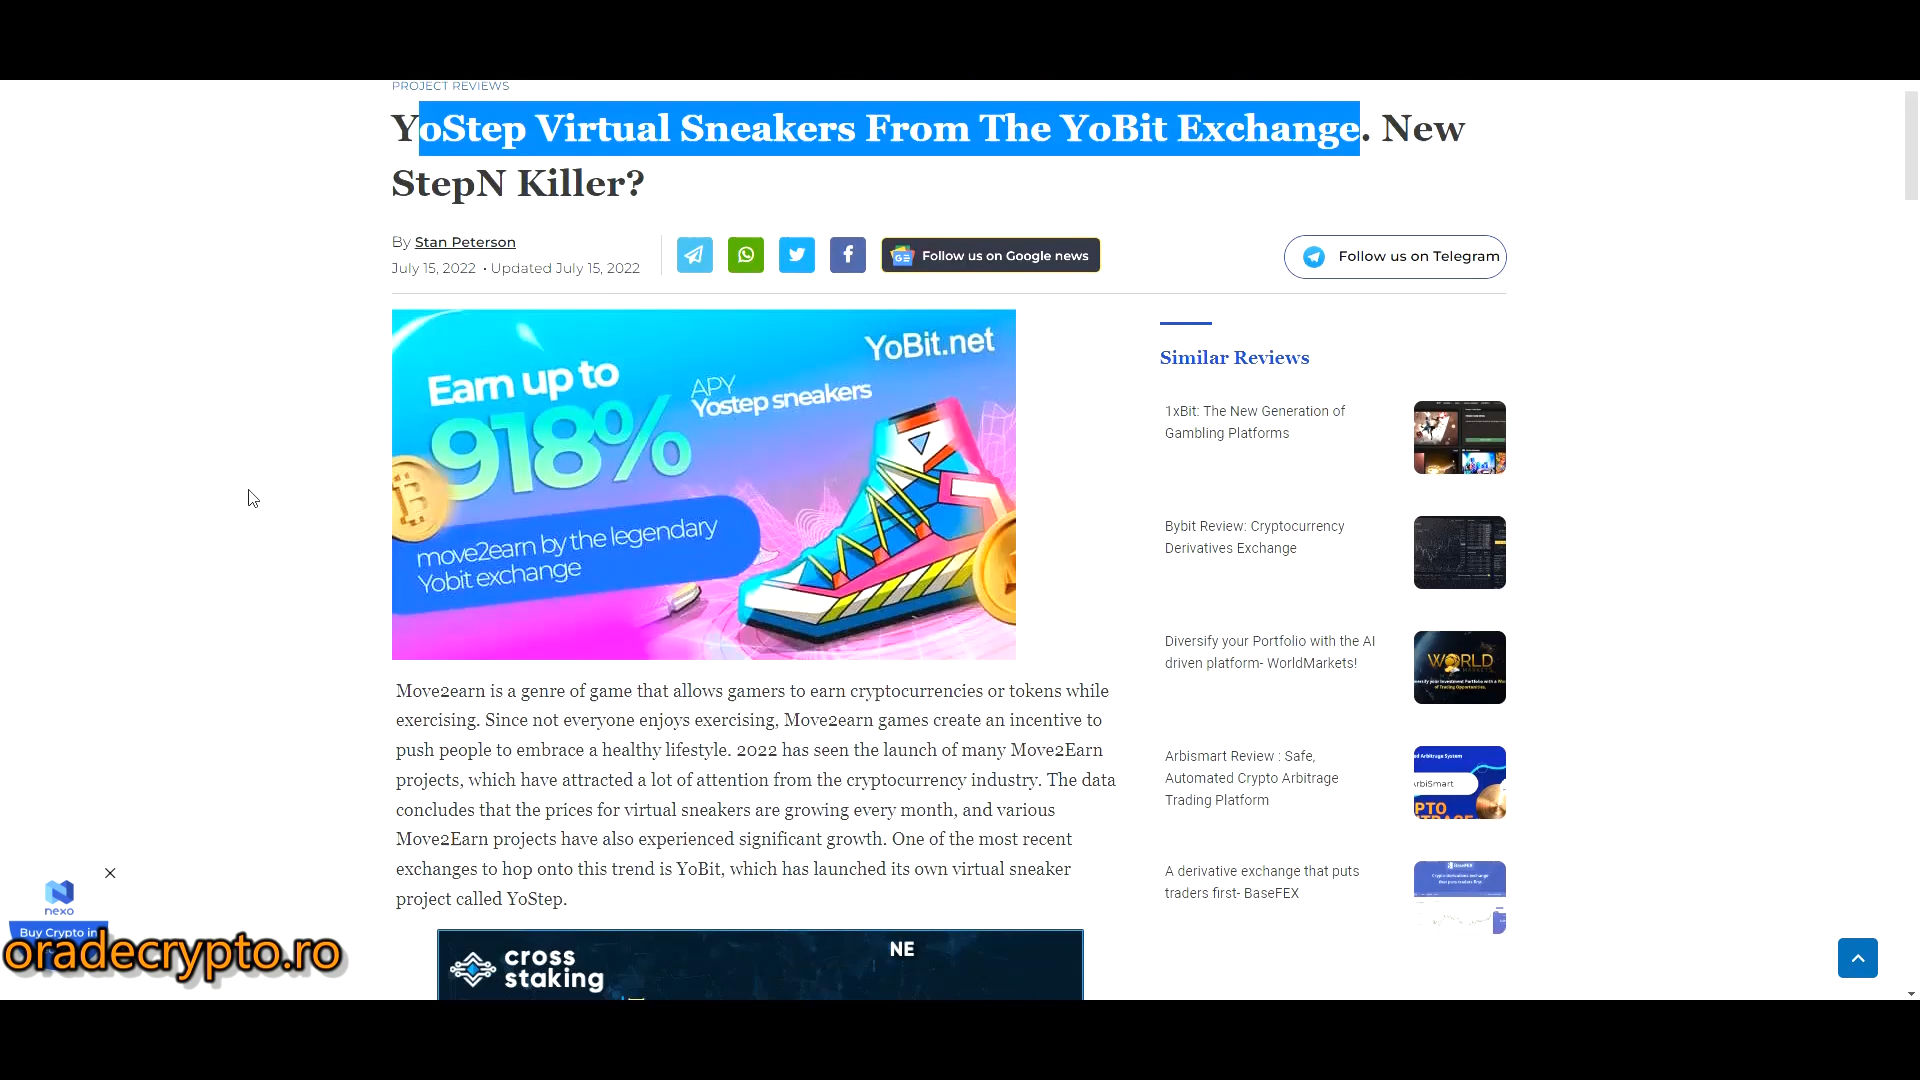 PROJECT REVIEWS
YoStep Virtual Sneakers From The YoBit Exchange. New
StepN Killer?
By Stan Peterson
July 15, 2022 • Updated July 15, 2022
Follow us on Google news
Follow us on Telegram
YoBit.net
Earn up to
918%
APY
Yostep sneakers
move2earn by the legendary
Yobit exchange
Move2earn is a genre of game that allows gamers to earn cryptocurrencies or tokens while
exercising. Since not everyone enjoys exercising, Move2earn games create an incentive to
push people to embrace a healthy lifestyle. 2022 has seen the launch of many Move2Earn
projects, which have attracted a lot of attention from the cryptocurrency industry. The data
concludes that the prices for virtual sneakers are growing every month, and various
Move2Earn projects have also experienced significant growth. One of the most recent
exchanges to hop onto this trend is YoBit, which has launched its own virtual sneaker
project called YoStep.
cross
staking
NE
Similar Reviews
1xBit: The New Generation of
Gambling Platforms
Bybit Review: Cryptocurrency
Derivatives Exchange
Diversify your Portfolio with the AI
driven platform- WorldMarkets!
WORLD
Arbismart Review : Safe,
Automated Crypto Arbitrage
Trading Platform
ed Arbitrage System
ArbiSmart
A derivative exchange that puts
traders first- BaseFEX
nexo
Buy Crypto in
oradecrypto.ro